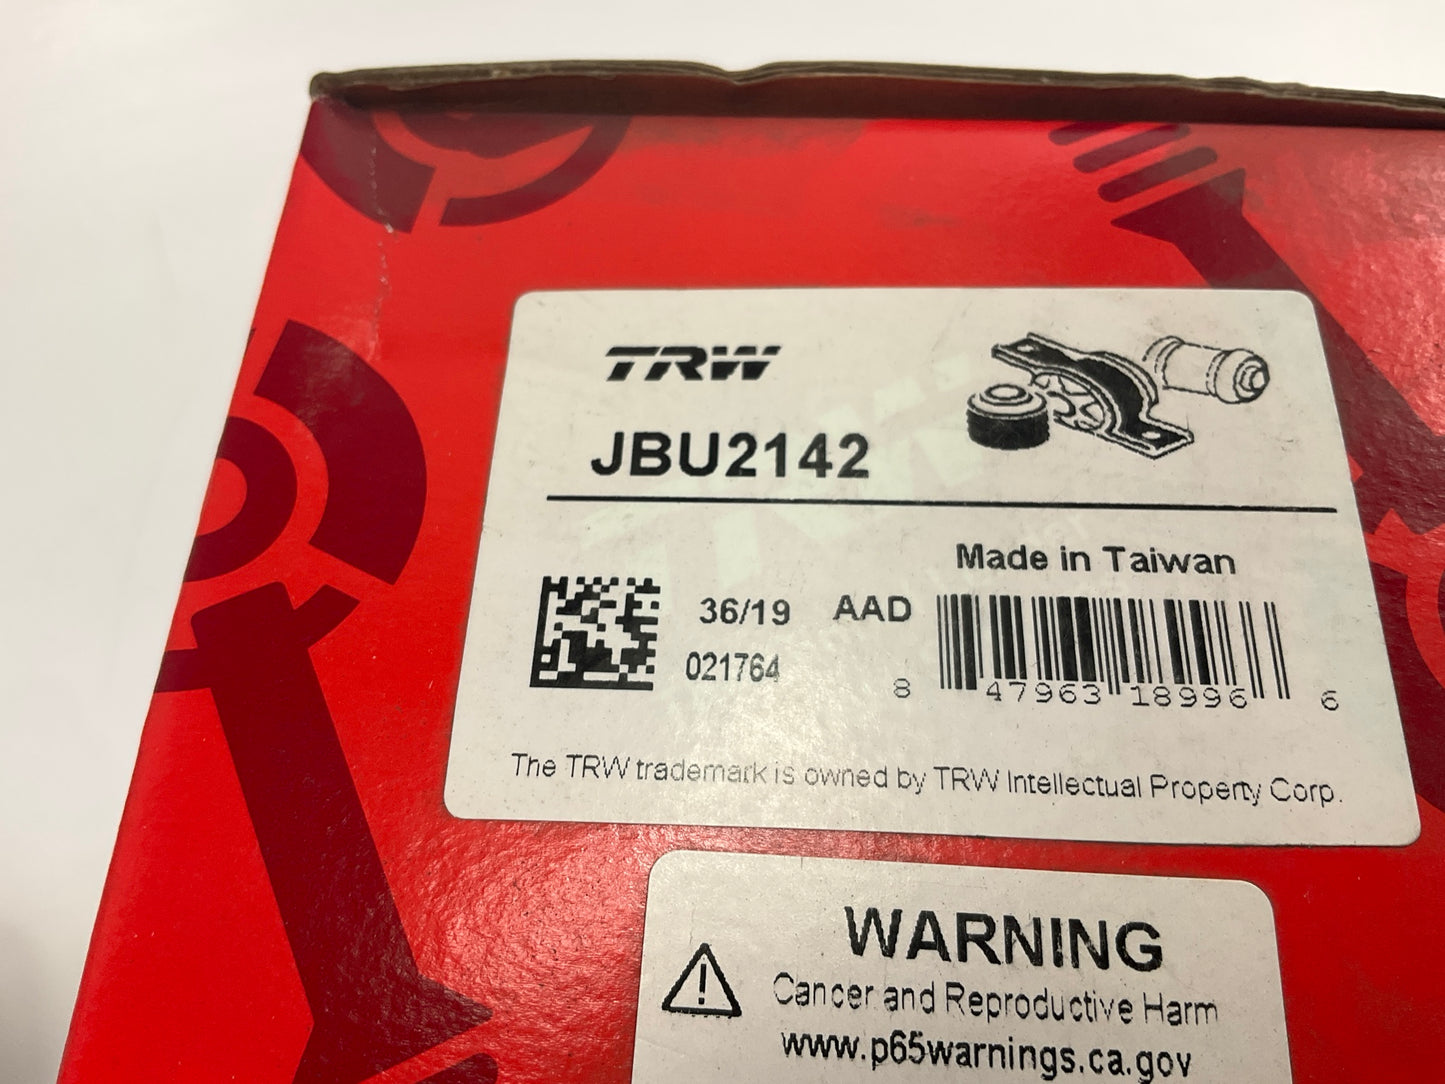 TRW
JBU2142
Made in Taiwan
36/19 AAD
021764
8 47963 18996 6
The TRW trademark is owned by TRW Intellectual Property Corp.
WARNING
Cancer and Reproductive Harm
www.p65warnings.ca.gov